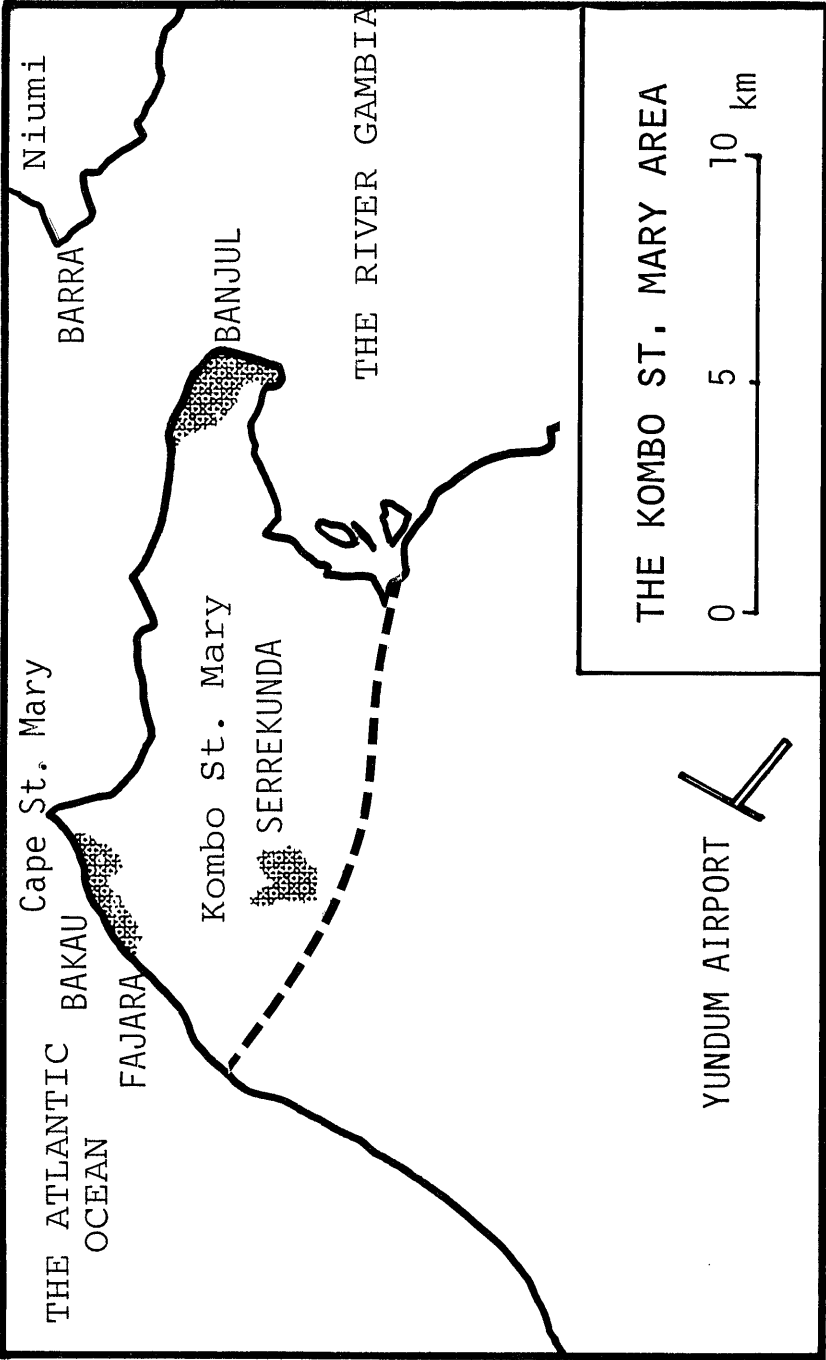 THE ATLANTIC
OCEAN
Cape St. Mary
BAKAU
FAJARA
Niumi
BARRA
BANJUL
Kombo St. Mary
SERREKUNDA
THE RIVER GAMBIA
YUNDUM AIRPORT
THE KOMBO ST. MARY AREA
0 5 10 km